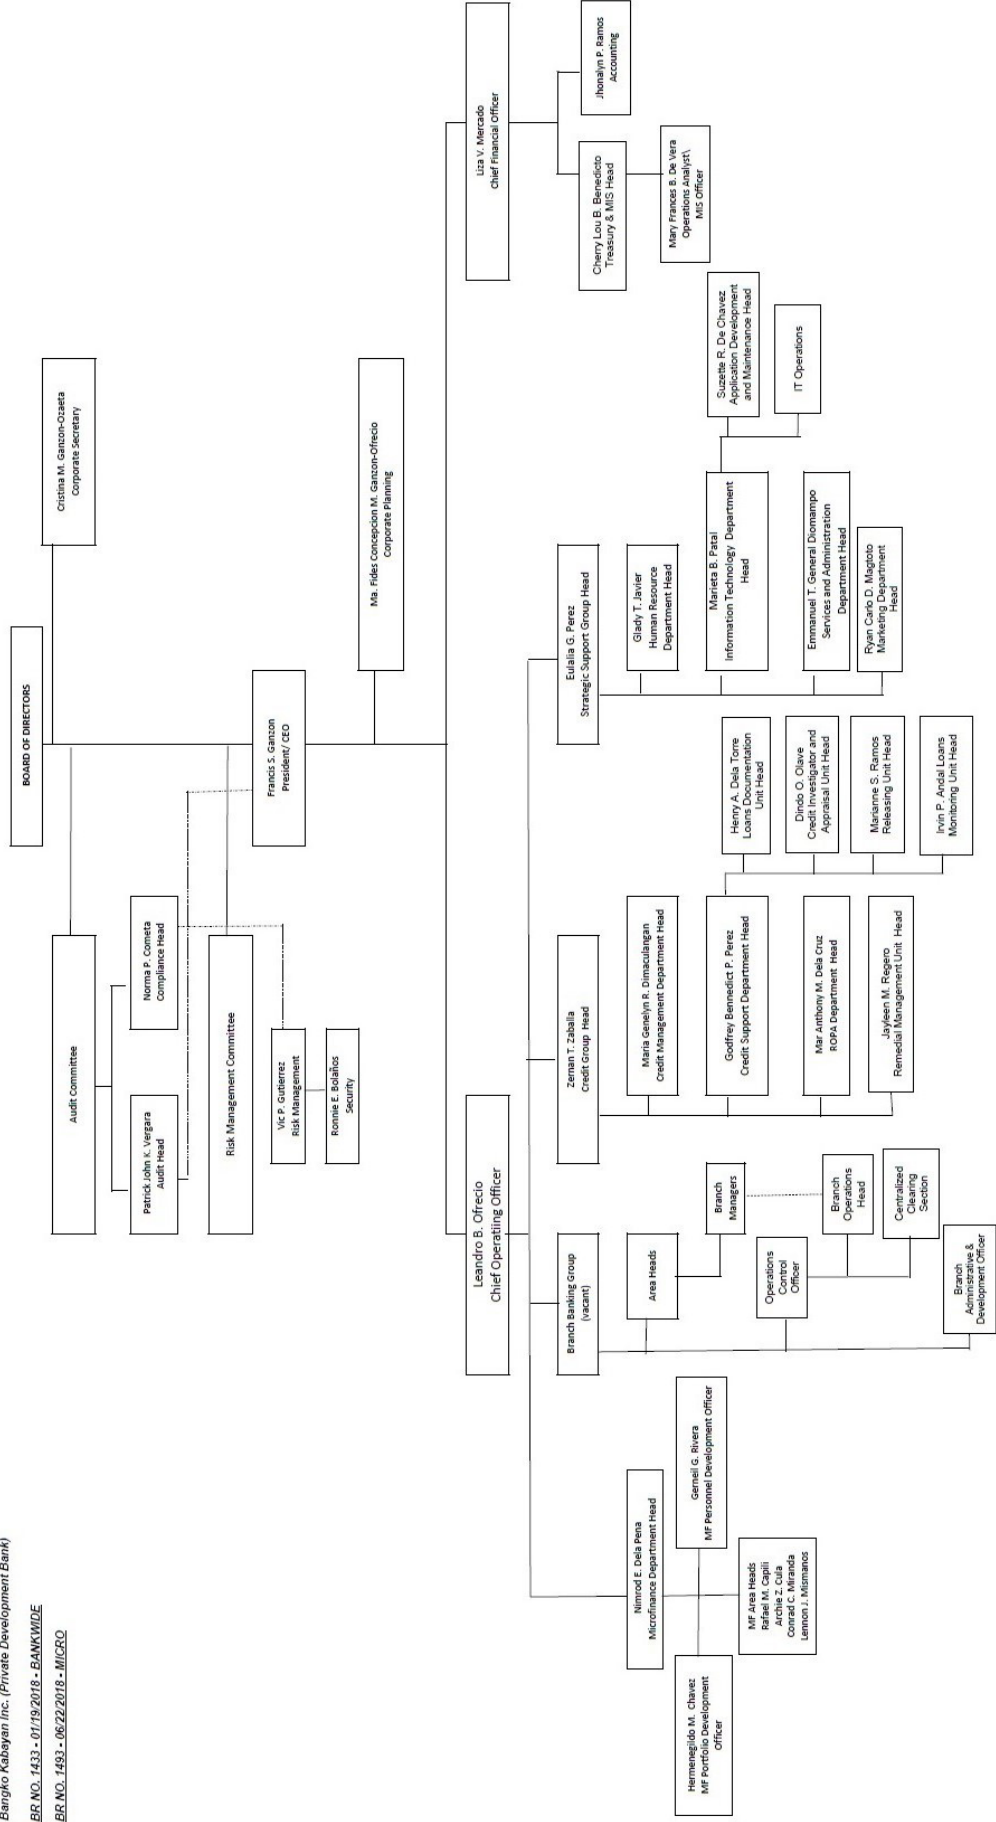 Bangko Kabayan Inc. (Private Development Bank)
BR NO. 1433 - 01/19/2018 - BANKWIDE
BR NO. 1493 - 06/22/2018 - MICRO
BOARD OF DIRECTORS
Cristina M. Ganzon-Ozaeta
Corporate Secretary
Audit Committee
Patrick John K. Vergara
Audit Head
Norma P. Cometa
Compliance Head
Risk Management Committee
Vic P. Gutierrez
Risk Management
Ronnie E. Bolaños
Security
Francis S. Ganzon
President/ CEO
Ma. Fides Concepcion M. Ganzon-Ofrecio
Corporate Planning
Leandro B. Ofrecio
Chief Operatiing Officer
Liza V. Mercado
Chief Financial Officer
Nimrod E. Dela Pena
Microfinance Department Head
Hermenegildo M. Chavez
MF Portfolio Development
Officer
Gerneil G. Rivera
MF Personnel Development Officer
MF Area Heads
Rafael M. Capili
Archie Z. Cula
Conrad C. Miranda
Lennon J. Mismanos
Branch Banking Group
(vacant)
Area Heads
Branch
Managers
Operations
Control
Officer
Branch
Operations
Head
Centralized
Clearing
Section
Branch
Administrative &
Development Officer
Zernan T. Zaballa
Credit Group Head
Maria Genelyn R. Dimaculangan
Credit Management Department Head
Godfrey Bennedict P. Perez
Credit Support Department Head
Mar Anthony M. Dela Cruz
ROPA Department Head
Jayleen M. Regero
Remedial Management Unit Head
Henry A. Dela Torre
Loans Documentation
Unit Head
Dindo O. Olave
Credit Investigator and
Appraisal Unit Head
Marianne S. Ramos
Releasing Unit Head
Irvin P. Andal Loans
Monitoring Unit Head
Eulalia G. Perez
Strategic Support Group Head
Glady T. Javier
Human Resource
Department Head
Marieta B. Patal
Information Technology Department
Head
Emmanuel T. General Diomampo
Services and Administration
Department Head
Ryan Carlo D. Magtoto
Marketing Department
Head
Suzette R. De Chavez
Application Development
and Maintenance Head
IT Operations
Cherry Lou B. Benedicto
Treasury & MIS Head
Jhonalyn P. Ramos
Accounting
Mary Frances B. De Vera
Operations Analyst\
MIS Officer